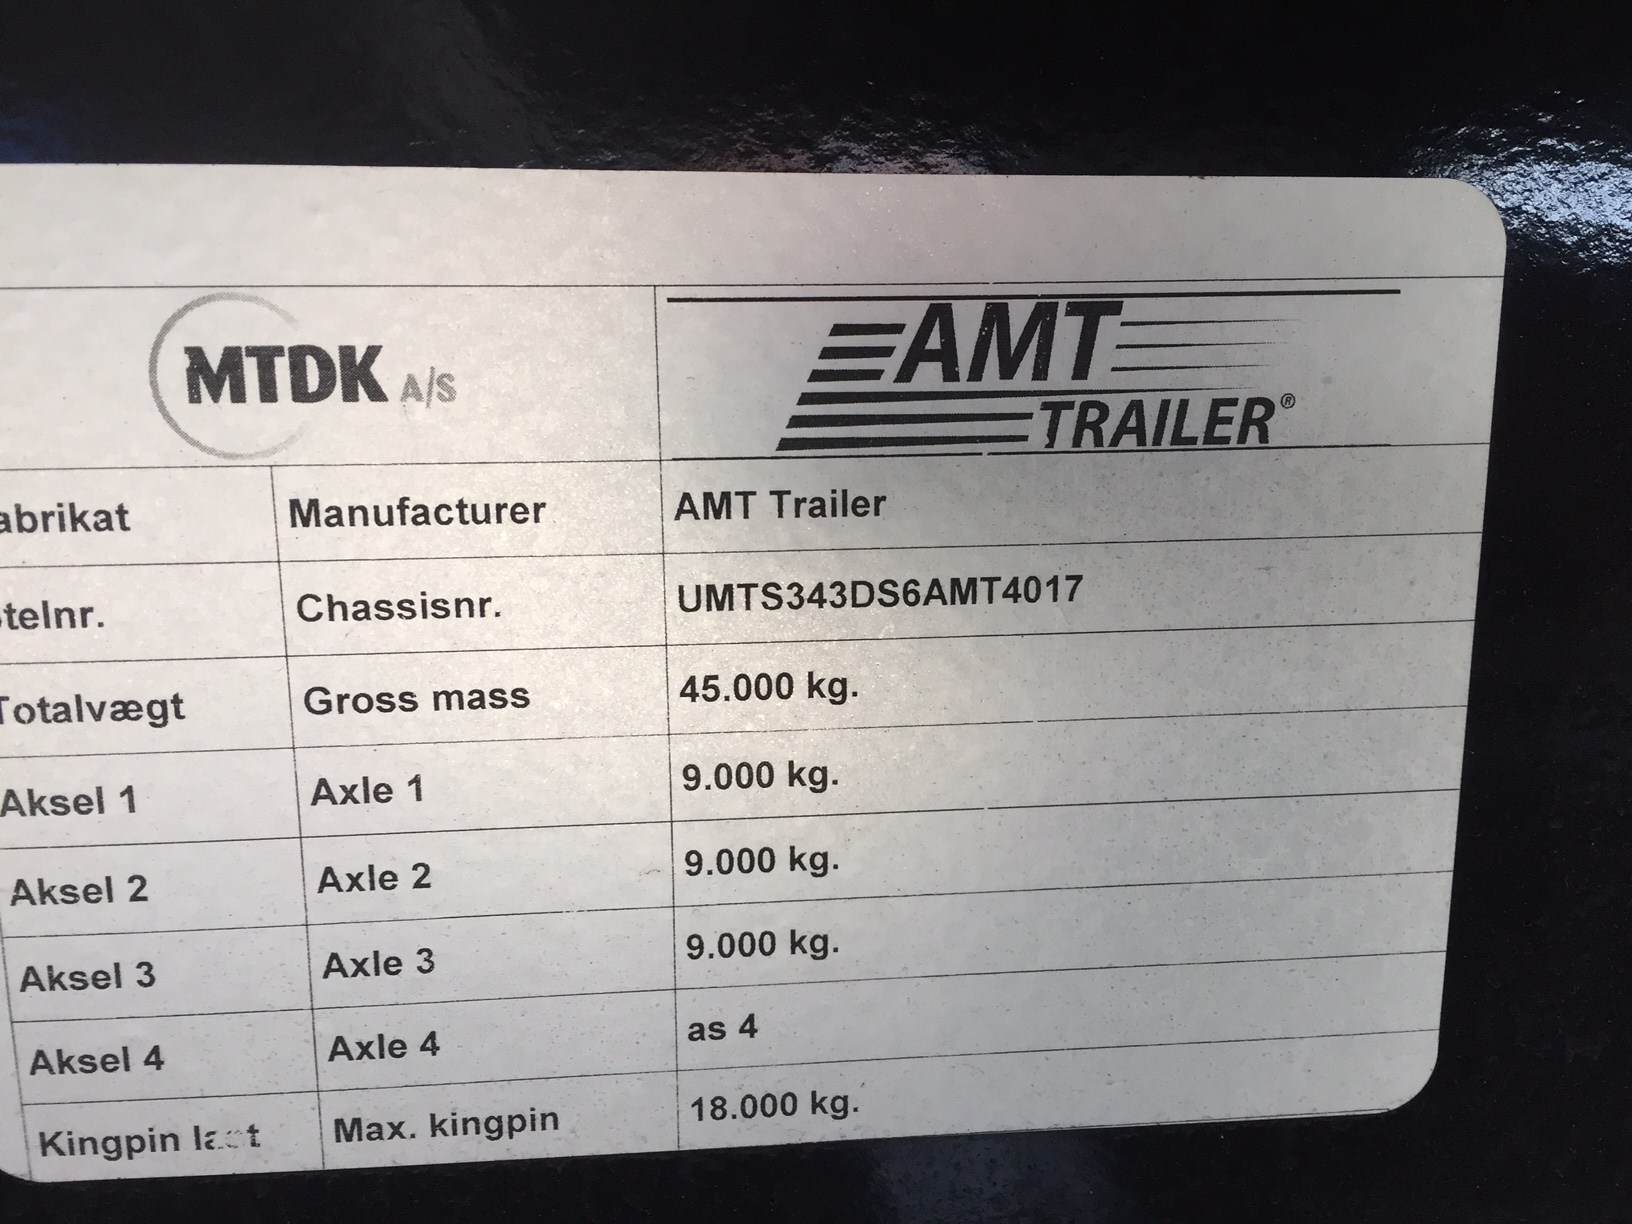 MTDK A/S
AMT
TRAILER®
abrikat Manufacturer AMT Trailer
telnr. Chassisnr. UMTS343DS6AMT4017
Totalvægt Gross mass 45.000 kg.
Aksel 1 Axle 1 9.000 kg.
Aksel 2 Axle 2 9.000 kg.
Aksel 3 Axle 3 9.000 kg.
Aksel 4 Axle 4 as 4
Kingpin last Max. kingpin 18.000 kg.